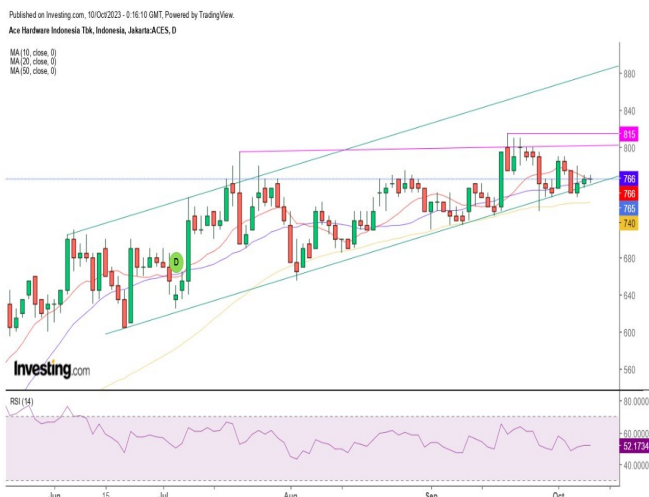 Published on Investing.com, 10/Oct/2023 - 0:16:10 GMT, Powered by TradingView.
Ace Hardware Indonesia Tbk, Indonesia, Jakarta:ACES, D
MA (10, close, 0)
MA (20, close, 0)
MA (50, close, 0)
880
840
815
800
766
766
765
740
D
680
640
600
560
Investing.com
RSI (14)
80.0000
60.0000
52.1734
40.0000
Jun 15 Jul Aug Sep Oct